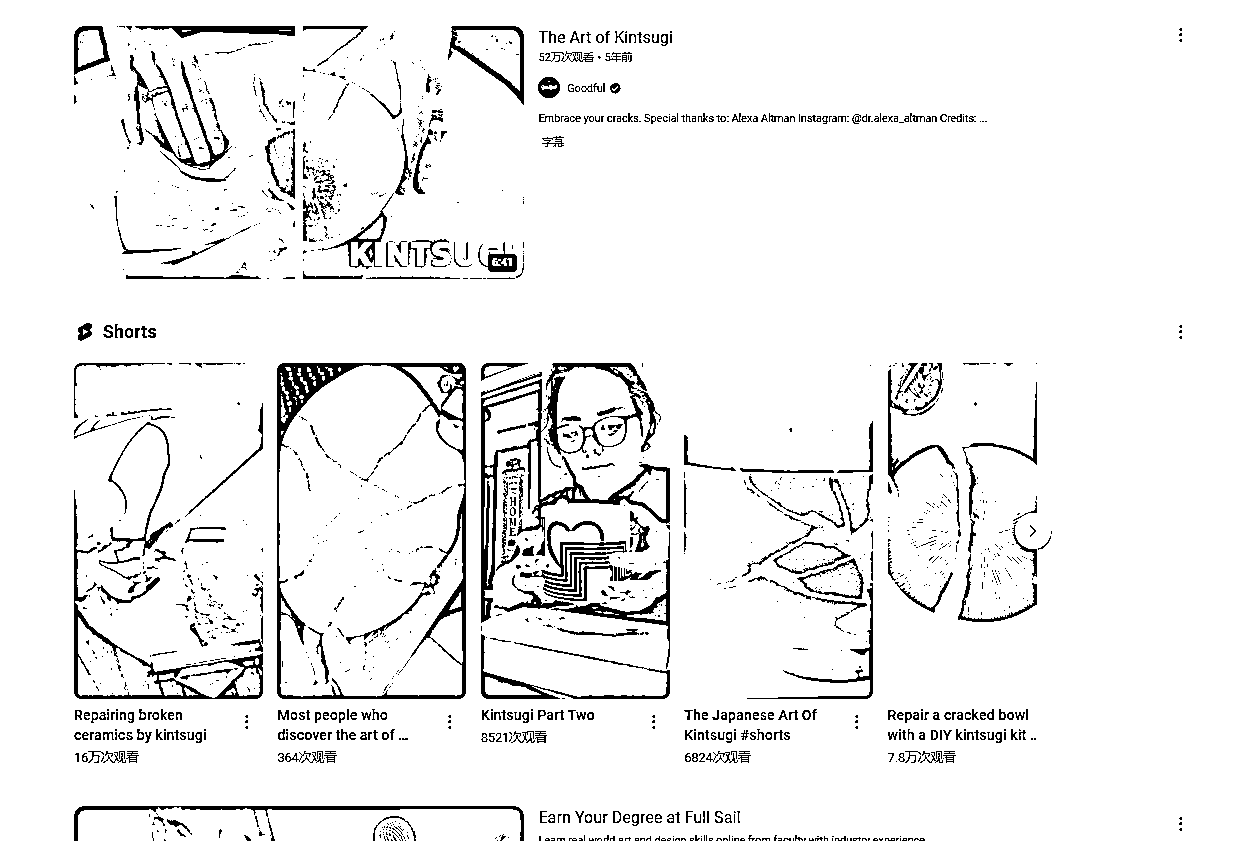 The Art of Kintsugi
52万次观看・5年前
Goodful
Embrace your cracks. Special thanks to: Alexa Altman Instagram: @dr.alexa_altman Credits: ...
字幕
KINTSUGI
6:41
Shorts
HOME
Repairing broken
ceramics by kintsugi
16万次观看
Most people who
discover the art of ...
364次观看
Kintsugi Part Two
8521次观看
The Japanese Art Of
Kintsugi #shorts
6824次观看
Repair a cracked bowl
with a DIY kintsugi kit ..
7.8万次观看
Earn Your Degree at Full Sail
Learn real world art and design skills online from faculty with industry experience